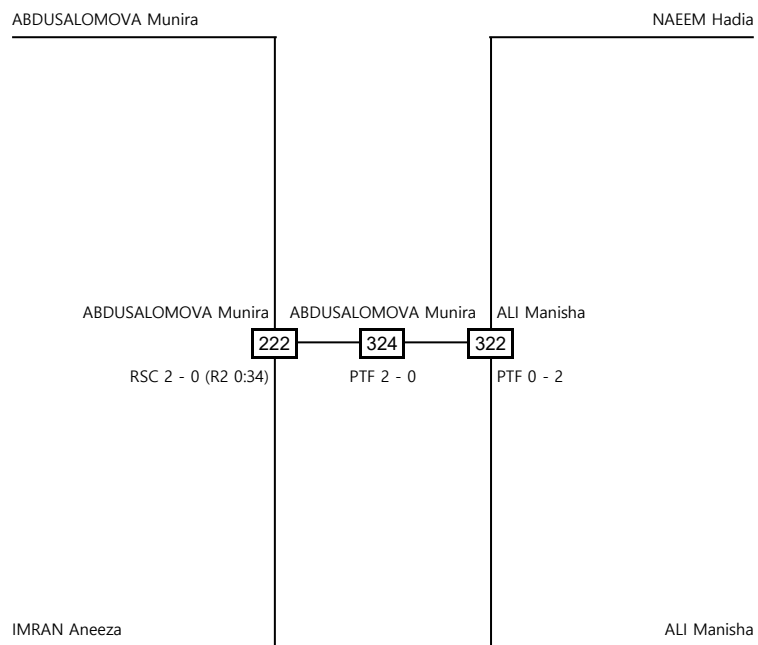 ABDUSALOMOVA Munira
NAEEM Hadia
ABDUSALOMOVA Munira
ABDUSALOMOVA Munira
ALI Manisha
222
324
322
RSC 2 - 0 (R2 0:34)
PTF 2 - 0
PTF 0 - 2
IMRAN Aneeza
ALI Manisha